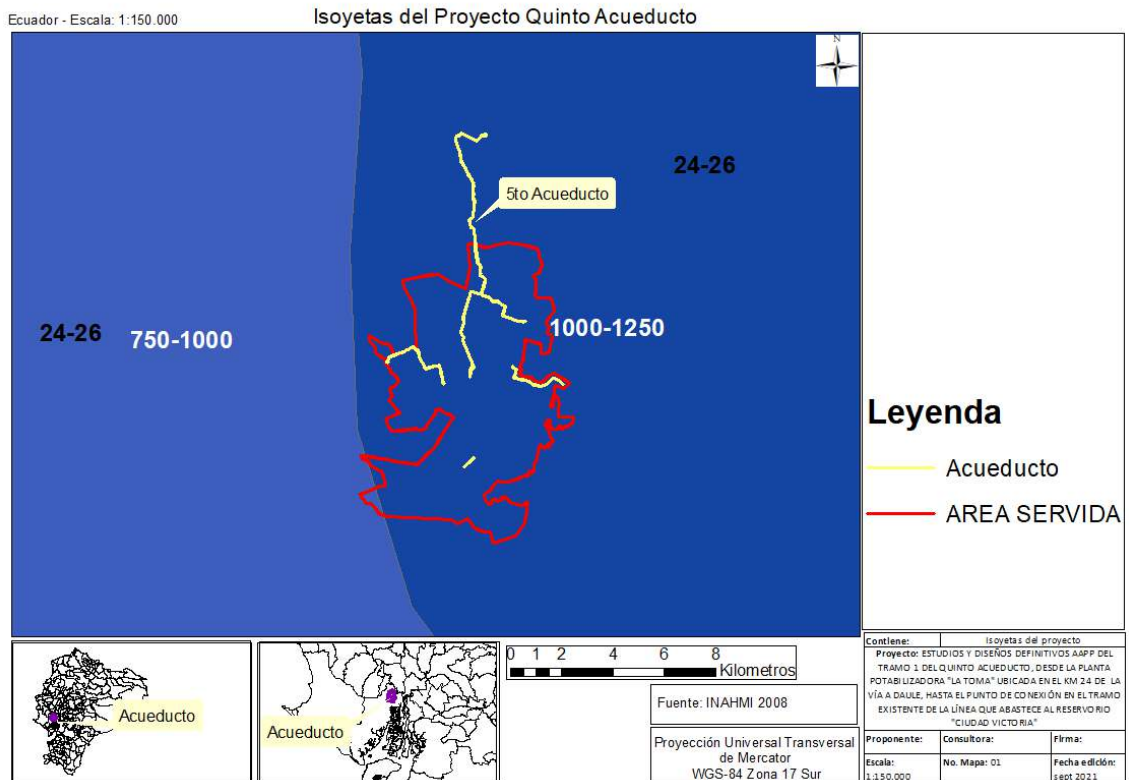 Ecuador - Escala: 1:150.000
Isoyetas del Proyecto Quinto Acueducto
N
24-26
5to Acueducto
24-26
750-1000
1000-1250
Leyenda
Acueducto
AREA SERVIDA
Acueducto
Acueducto
0 1 2 4 6 8
Kilometros
Fuente: INAHMI 2008
Proyección Universal Transversal
de Mercator
WGS-84 Zona 17 Sur
Contiene: Isoyetas del proyecto
Proyecto: ESTUDIOS Y DISEÑOS DEFINITIVOS AAPP DEL
TRAMO 1 DEL QUINTO ACUEDUCTO, DESDE LA PLANTA
POTABILIZADORA "LA TOMA" UBICADA EN EL KM 24 DE LA
VÍA A DAULE, HASTA EL PUNTO DE CONEXIÓN EN EL TRAMO
EXISTENTE DE LA LÍNEA QUE ABASTECE AL RESERVORIO
"CIUDAD VICTORIA"
Proponente: Consultora: Firma:
Escala: No. Mapa: 01 Fecha edición:
1:150.000 sept 2021